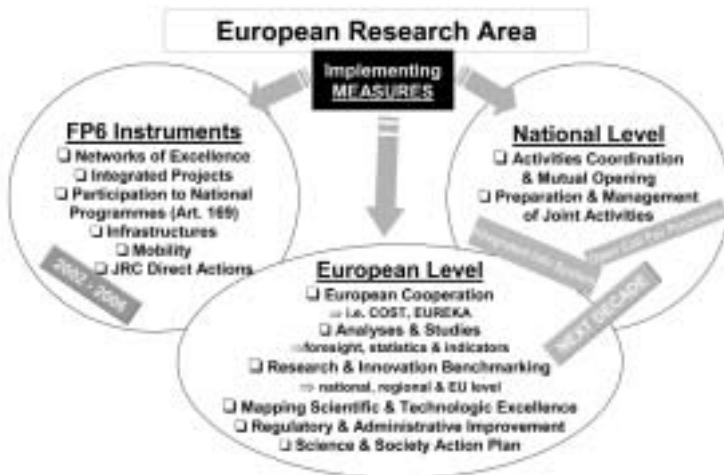 European Research Area
Implementing
MEASURES
FP6 Instruments
❑ Networks of Excellence
❑ Integrated Projects
❑ Participation to National
Programmes (Art. 169)
❑ Infrastructures
❑ Mobility
❑ JRC Direct Actions
2002 - 2006
National Level
❑ Activities Coordination
& Mutual Opening
❑ Preparation & Management
of Joint Activities
NEXT DECADE
European Level
❑ European Cooperation
⇨ i.e. COST, EUREKA
❑ Analyses & Studies
⇨foresight, statistics & indicators
❑ Research & Innovation Benchmarking
⇨ national, regional & EU level
❑ Mapping Scientific & Technologic Excellence
❑ Regulatory & Administrative Improvement
❑ Science & Society Action Plan